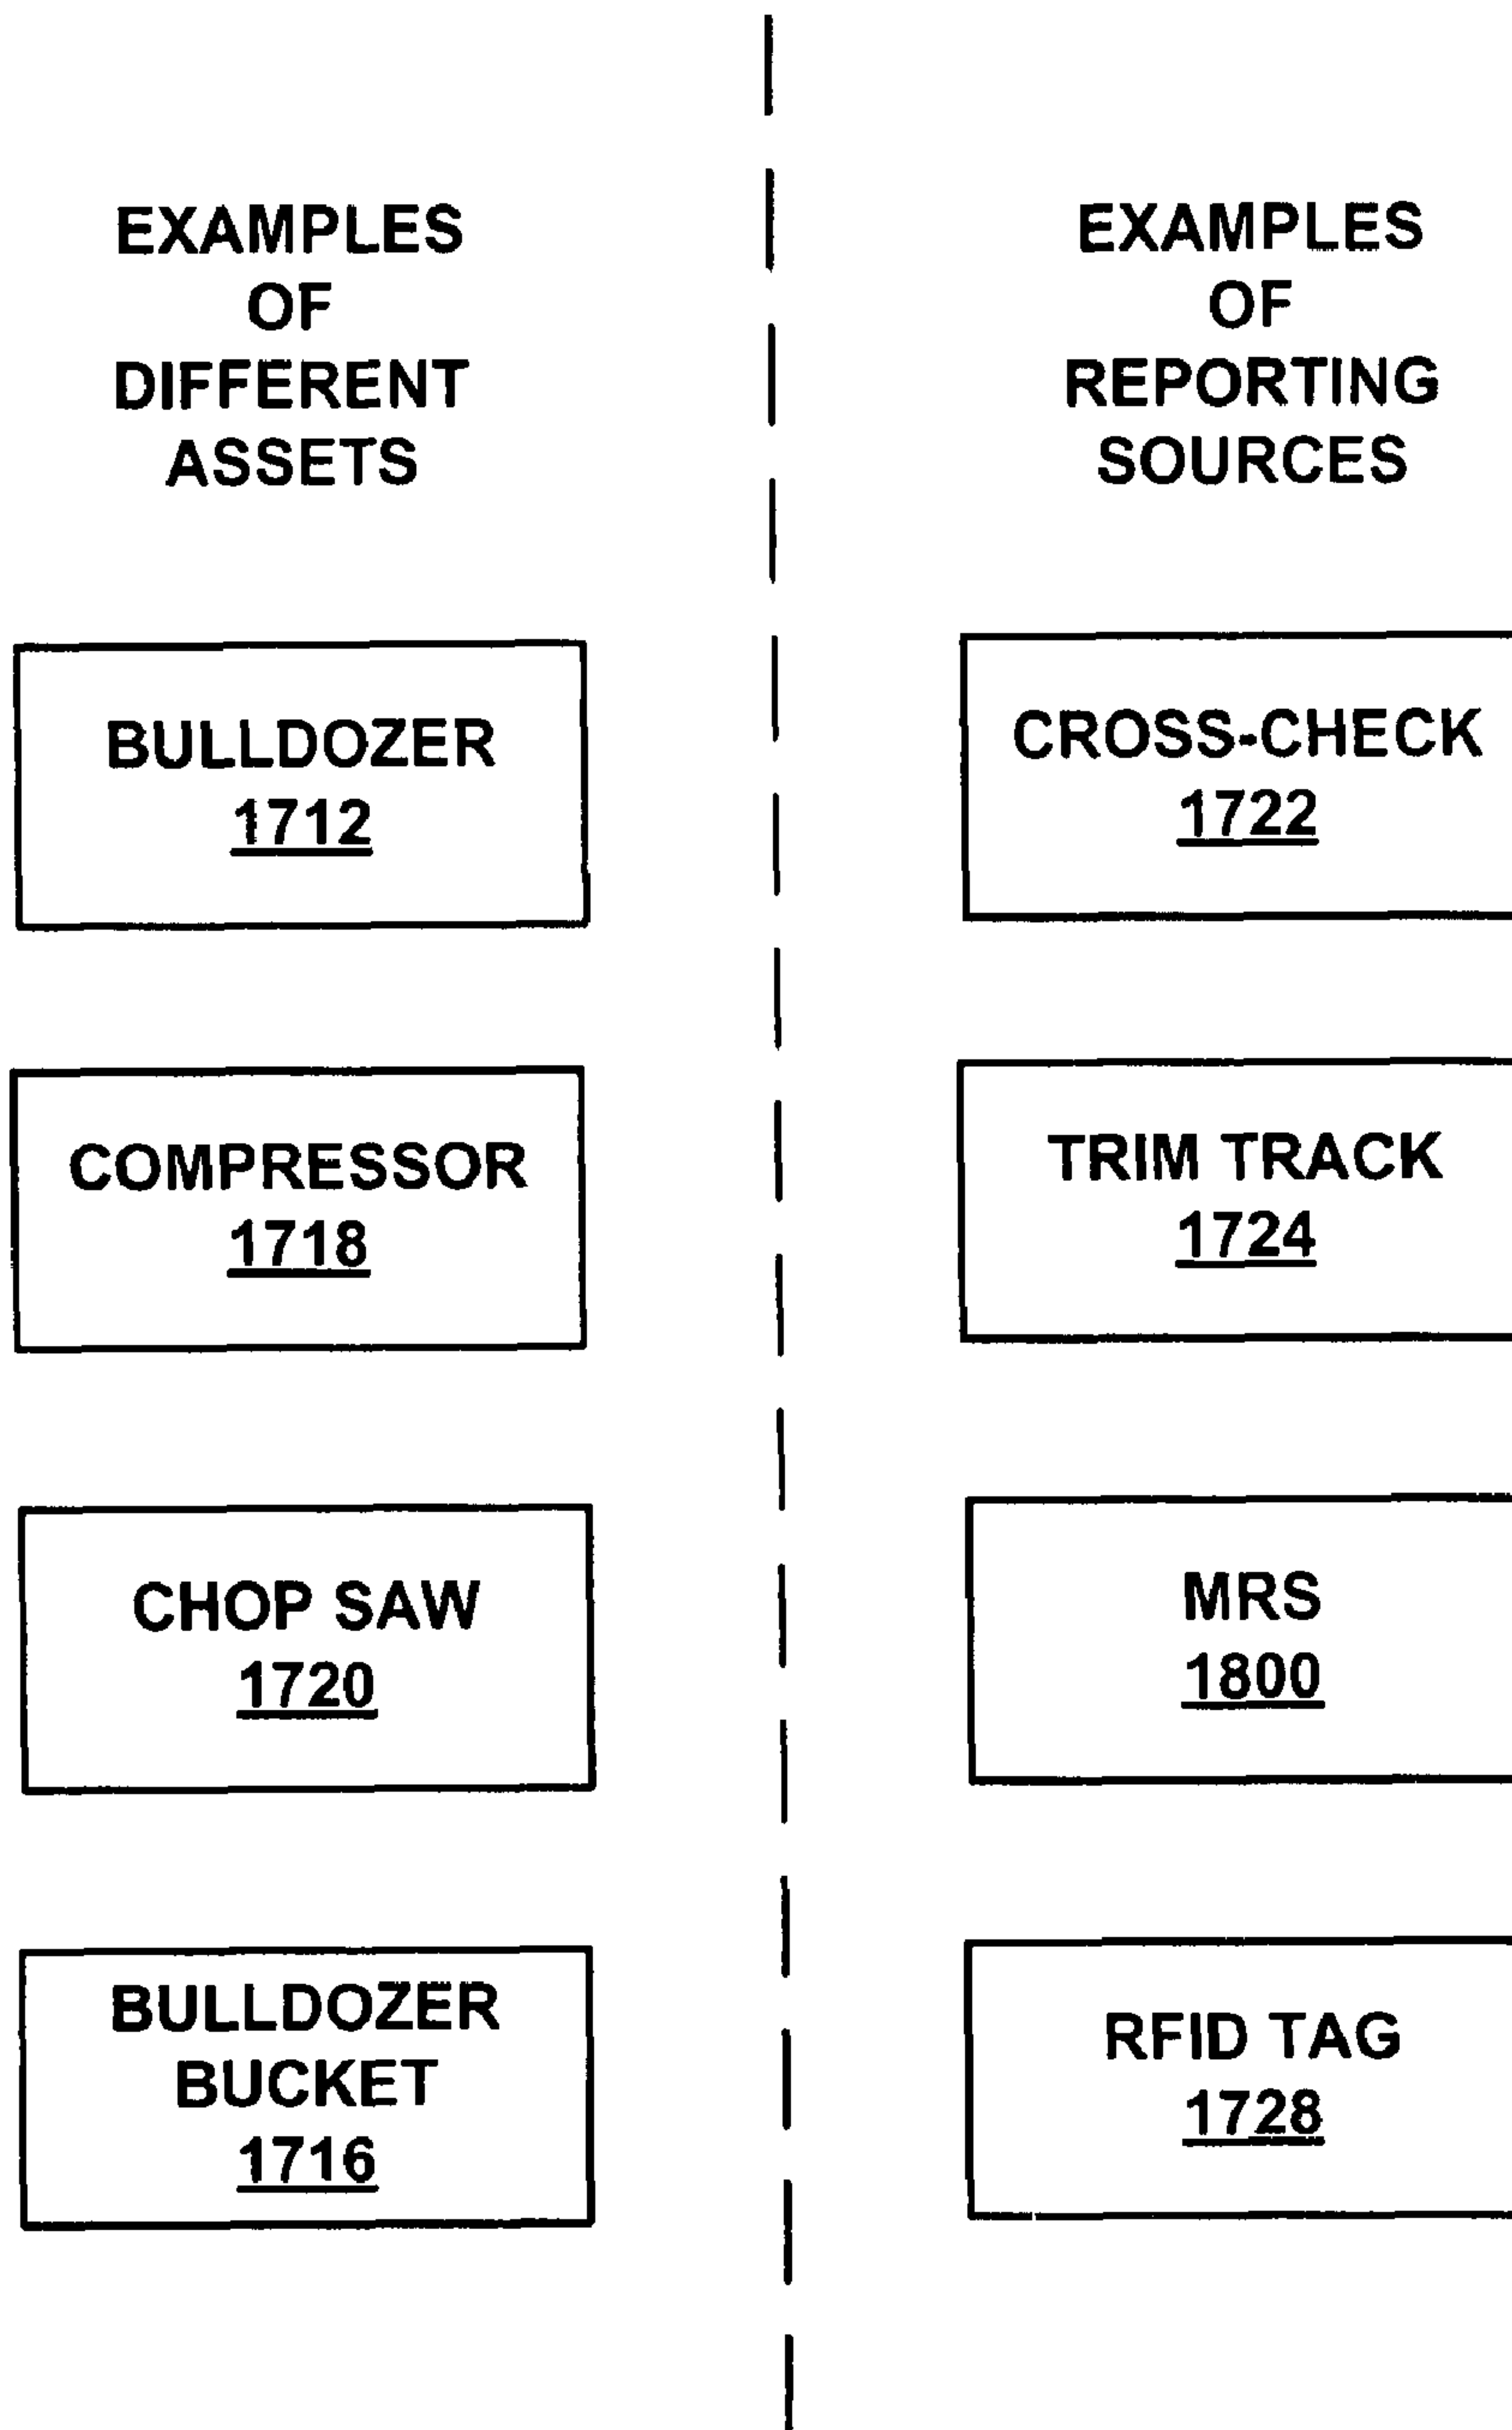 EXAMPLES
OF
DIFFERENT
ASSETS
BULLDOZER
1712
COMPRESSOR
1718
CHOP SAW
1720
BULLDOZER
BUCKET
1716
EXAMPLES
OF
REPORTING
SOURCES
CROSS-CHECK
1722
TRIM TRACK
1724
MRS
1800
RFID TAG
1728